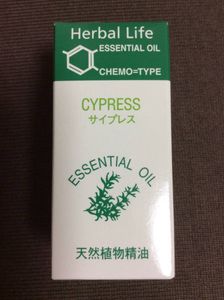 Herbal Life
ESSENTIAL OIL
CHEMO=TYPE
CYPRESS
サイプレス
ESSENTIAL OIL
天然植物精油